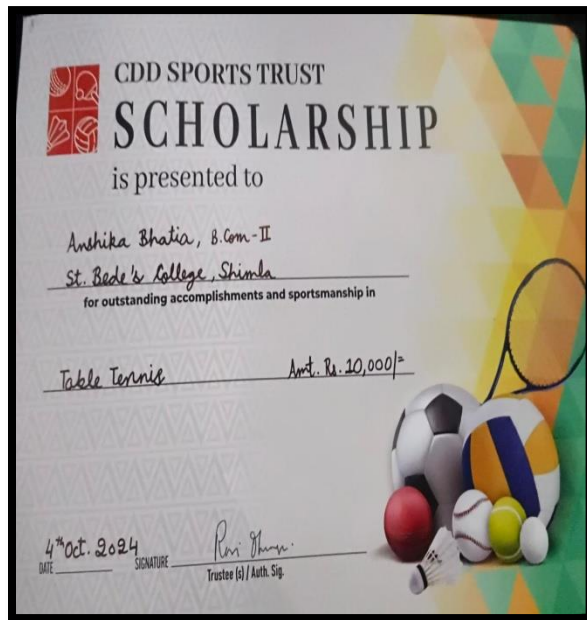 CDD SPORTS TRUST
SCHOLARSHIP
is presented to
Anshika Bhatia, B.Com-II
St. Bede's College, Shimla
for outstanding accomplishments and sportsmanship in
Table Tennis Amt. Rs. 10,000/=
4th Oct. 2024
DATE SIGNATURE
Trustee (s) / Auth. Sig.